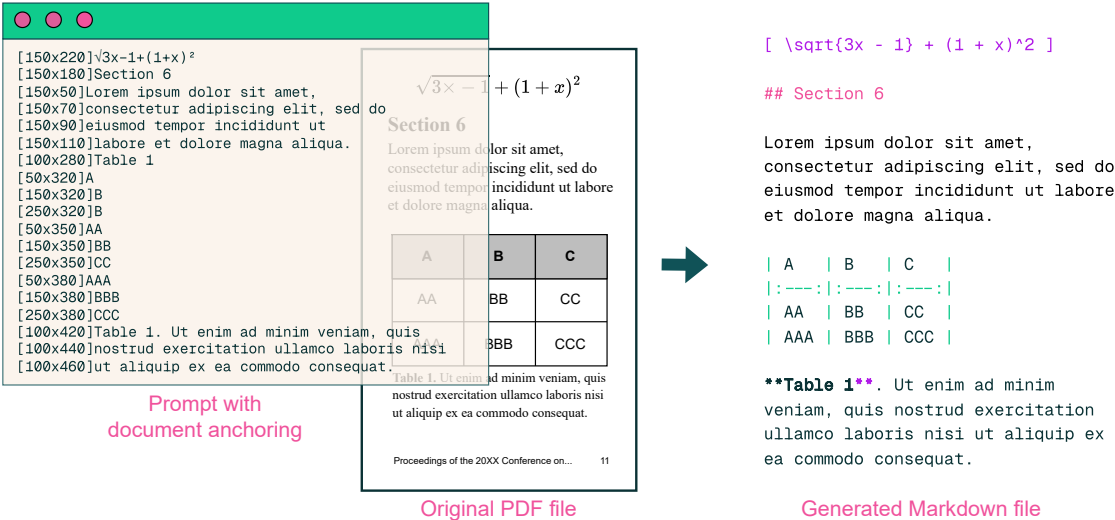 [150x220]√3x−1+(1+x)²
[150x180]Section 6
[150x50]Lorem ipsum dolor sit amet,
[150x70]consectetur adipiscing elit, sed do
[150x90]eiusmod tempor incididunt ut
[150x110]labore et dolore magna aliqua.
[100x280]Table 1
[50x320]A
[150x320]B
[250x320]B
[50x350]AA
[150x350]BB
[250x350]CC
[50x380]AAA
[150x380]BBB
[250x380]CCC
[100x420]Table 1. Ut enim ad minim veniam, quis
[100x440]nostrud exercitation ullamco laboris nisi
[100x460]ut aliquip ex ea commodo consequat.
Prompt with
document anchoring
√3× − 1 + (1 + x)²
Section 6
Lorem ipsum dolor sit amet,
consectetur adipiscing elit, sed do
eiusmod tempor incididunt ut labore
et dolore magna aliqua.
A B C
AA BB CC
AAA BBB CCC
Table 1. Ut enim ad minim veniam, quis
nostrud exercitation ullamco laboris nisi
ut aliquip ex ea commodo consequat.
Proceedings of the 20XX Conference on... 11
Original PDF file
[ \sqrt{3x - 1} + (1 + x)^2 ]
## Section 6
Lorem ipsum dolor sit amet,
consectetur adipiscing elit, sed do
eiusmod tempor incididunt ut labore
et dolore magna aliqua.
| A | B | C |
|:---:|:---:|:---:|
| AA | BB | CC |
| AAA | BBB | CCC |
**Table 1**. Ut enim ad minim
veniam, quis nostrud exercitation
ullamco laboris nisi ut aliquip ex
ea commodo consequat.
Generated Markdown file